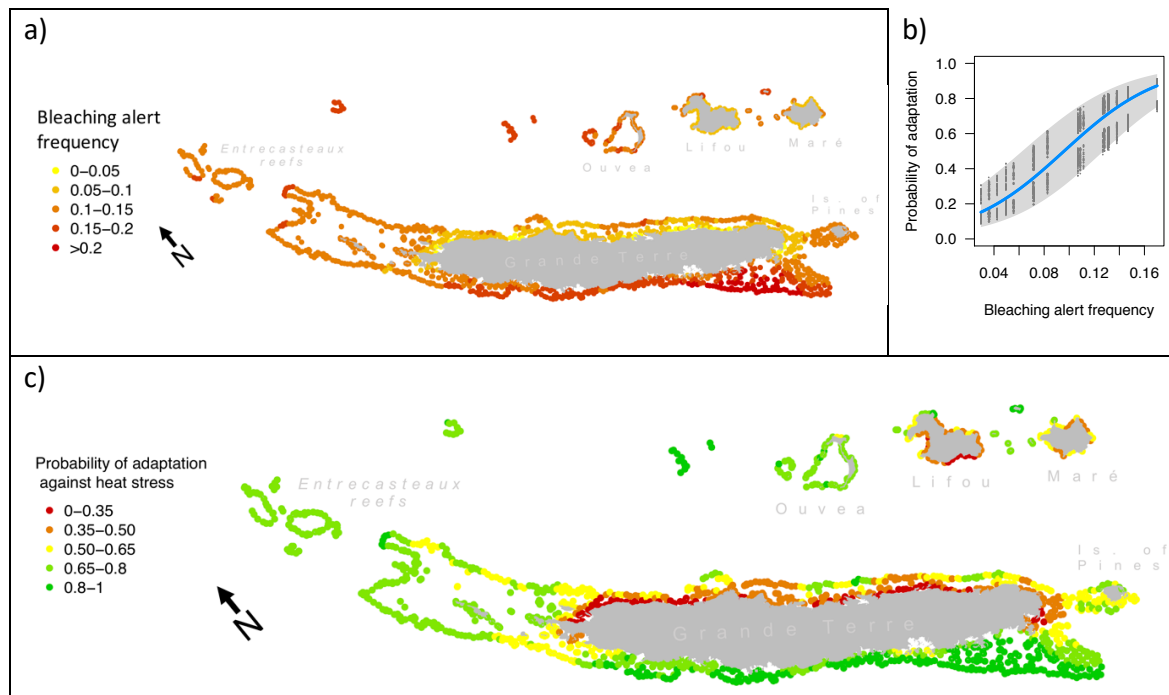 a)
Bleaching alert
frequency
0−0.05
0.05−0.1
0.1−0.15
0.15−0.2
>0.2
N
Entrecasteaux
reefs
Ouvea
Lifou
Maré
Is. of
Pines
Grande Terre
b)
Probability of adaptation
1.0
0.8
0.6
0.4
0.2
0.0
0.04
0.08
0.12
0.16
Bleaching alert frequency
c)
Probability of adaptation
against heat stress
0−0.35
0.35−0.50
0.50−0.65
0.65−0.8
0.8−1
N
Entrecasteaux
reefs
Ouvea
Lifou
Maré
Is. of
Pines
Grande Terre